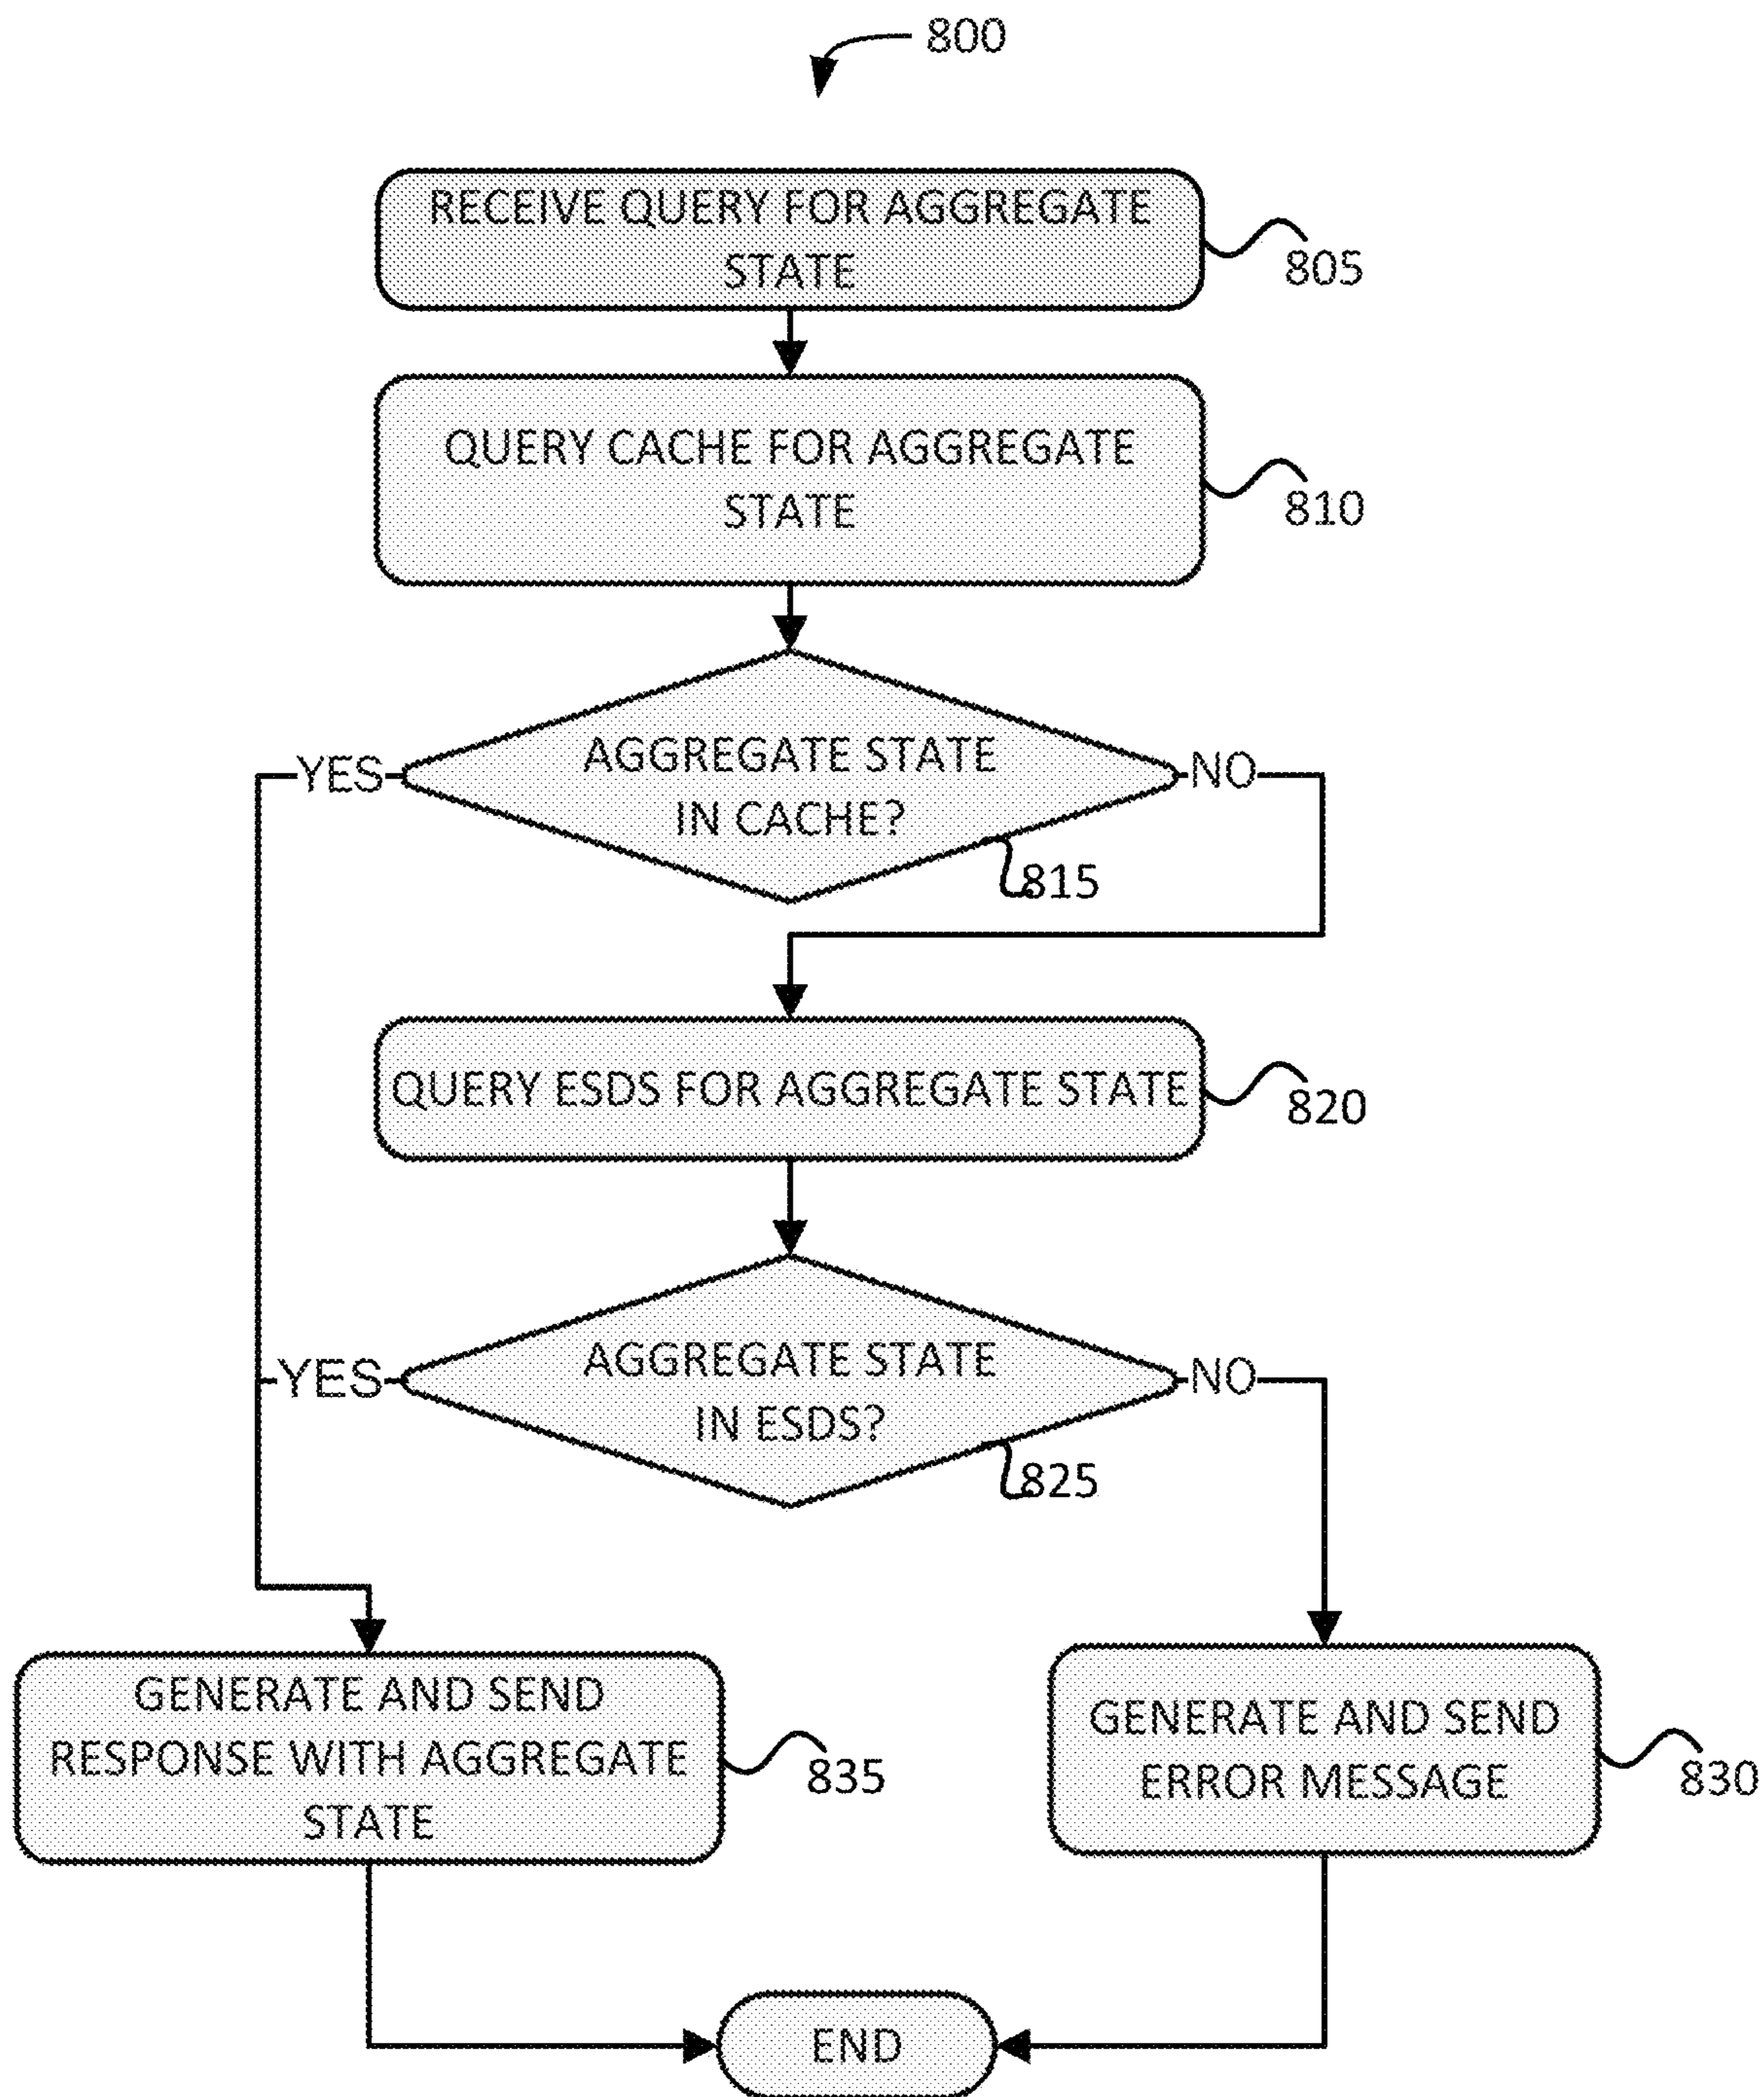 800
RECEIVE QUERY FOR AGGREGATE
STATE
805
QUERY CACHE FOR AGGREGATE
STATE
810
YES
AGGREGATE STATE
IN CACHE?
NO
815
QUERY ESDS FOR AGGREGATE STATE
820
YES
AGGREGATE STATE
IN ESDS?
NO
825
GENERATE AND SEND
RESPONSE WITH AGGREGATE
STATE
835
GENERATE AND SEND
ERROR MESSAGE
830
END